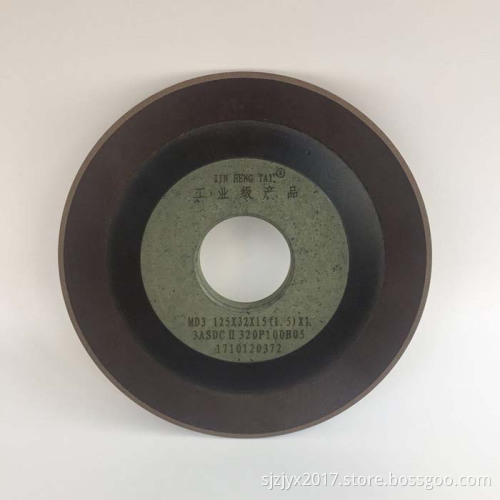 XIN HENG TAI®
工业级产品
MD3 125X32X15(1.5)X1
3ASDCⅡ320P100B05
1710120372
sjzjyx2017.store.bossgoo.com